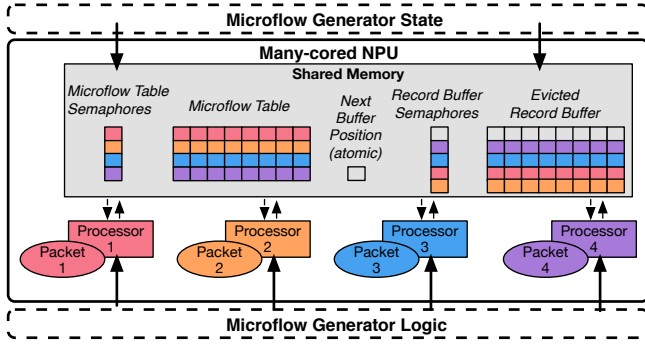 Microflow Generator State
Many-cored NPU
Shared Memory
Microflow Table
Semaphores
Microflow Table
Next
Buffer
Position
(atomic)
Record Buffer
Semaphores
Evicted
Record Buffer
Processor
1
Packet
1
Processor
2
Packet
2
Processor
3
Packet
3
Processor
4
Packet
4
Microflow Generator Logic